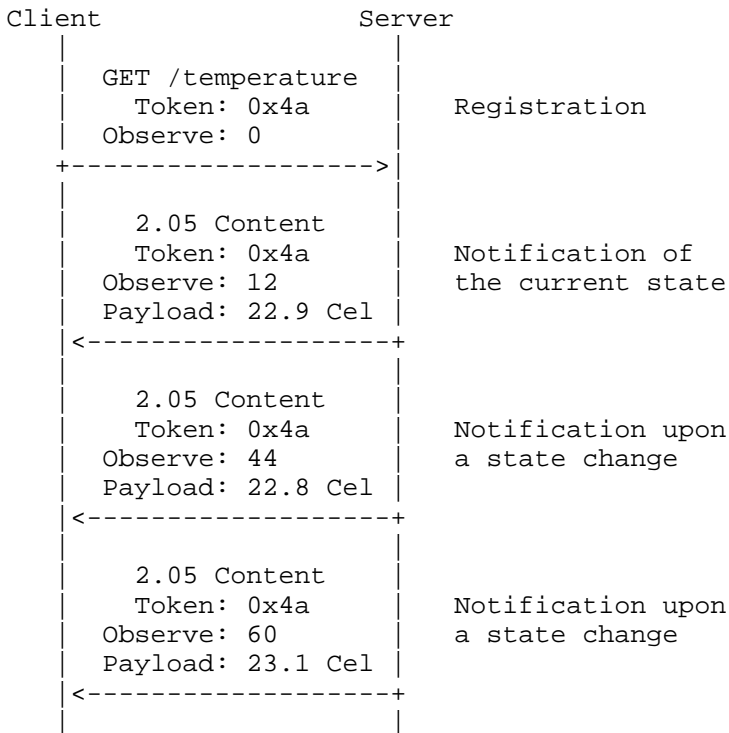 Client Server
GET /temperature
Token: 0x4a Registration
Observe: 0
2.05 Content
Token: 0x4a Notification of
Observe: 12 the current state
Payload: 22.9 Cel
2.05 Content
Token: 0x4a Notification upon
Observe: 44 a state change
Payload: 22.8 Cel
2.05 Content
Token: 0x4a Notification upon
Observe: 60 a state change
Payload: 23.1 Cel